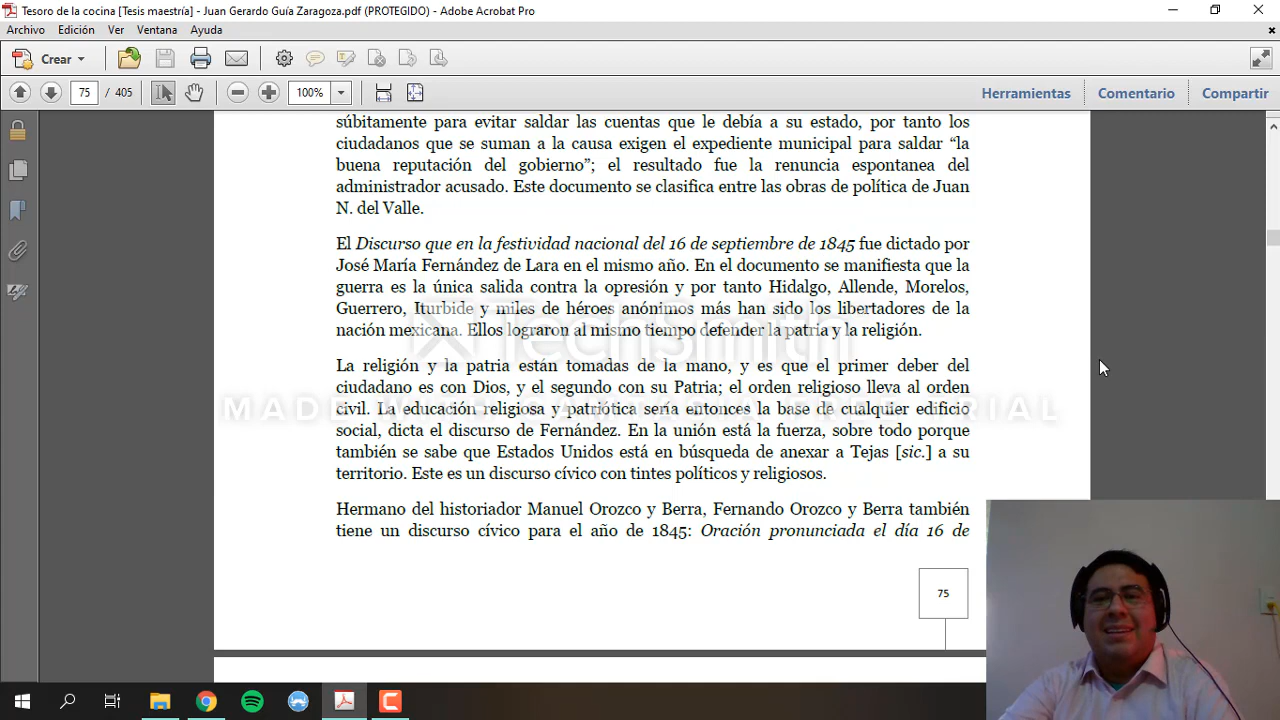 Tesoro de la cocina [Tesis maestría] - Juan Gerardo Guía Zaragoza.pdf (PROTEGIDO) - Adobe Acrobat Pro
Archivo Edición Ver Ventana Ayuda
Crear
75 / 405 100% Herramientas Comentario Compartir
súbitamente para evitar saldar las cuentas que le debía a su estado, por tanto los
ciudadanos que se suman a la causa exigen el expediente municipal para saldar “la
buena reputación del gobierno”; el resultado fue la renuncia espontanea del
administrador acusado. Este documento se clasifica entre las obras de política de Juan
N. del Valle.
El Discurso que en la festividad nacional del 16 de septiembre de 1845 fue dictado por
José María Fernández de Lara en el mismo año. En el documento se manifiesta que la
guerra es la única salida contra la opresión y por tanto Hidalgo, Allende, Morelos,
Guerrero, Iturbide y miles de héroes anónimos más han sido los libertadores de la
nación mexicana. Ellos lograron al mismo tiempo defender la patria y la religión.
TechSmith
La religión y la patria están tomadas de la mano, y es que el primer deber del
ciudadano es con Dios, y el segundo con su Patria; el orden religioso lleva al orden
civil. La educación religiosa y patriótica sería entonces la base de cualquier edificio
MADE WITH CAMTASIA FREE TRIAL
social, dicta el discurso de Fernández. En la unión está la fuerza, sobre todo porque
también se sabe que Estados Unidos está en búsqueda de anexar a Tejas [sic.] a su
territorio. Este es un discurso cívico con tintes políticos y religiosos.
Hermano del historiador Manuel Orozco y Berra, Fernando Orozco y Berra también
tiene un discurso cívico para el año de 1845: Oración pronunciada el día 16 de
75